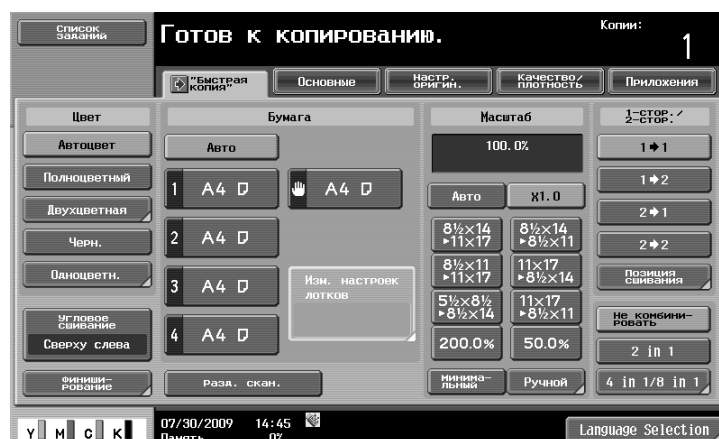 Список
заданий
Готов к копированию.
Копии:
1
"Быстрая
копия"
Основные
Настр.
оригин.
Качество/
плотность
Приложения
Цвет
Автоцвет
Полноцветный
Двухцветная
Черн.
Одноцветн.
Угловое
сшивание
Сверху слева
Финиши-
рование
Бумага
Авто
1 A4
A4
2 A4
3 A4
4 A4
Изм. настроек
лотков
Разд. скан.
Масштаб
100.0%
Авто
x1.0
8½×14
▸11×17
8½×14
▸8½×11
8½×11
▸11×17
11×17
▸8½×14
5½×8½
▸8½×14
11×17
▸8½×11
200.0%
50.0%
Минима-
льный
Ручной
1-стор./
2-стор.
1➔1
1➔2
2➔1
2➔2
Позиция
сшивания
Не комбини-
ровать
2 in 1
4 in 1/8 in 1
Y M C K
07/30/2009 14:45
Память 0%
Language Selection